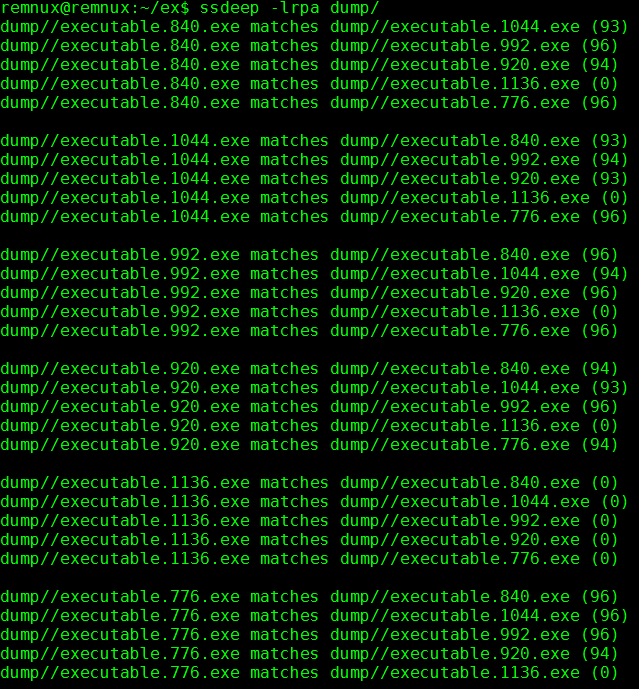 remnux@remnux:~/ex$ ssdeep -lrpa dump/
dump//executable.840.exe matches dump//executable.1044.exe (93)
dump//executable.840.exe matches dump//executable.992.exe (96)
dump//executable.840.exe matches dump//executable.920.exe (94)
dump//executable.840.exe matches dump//executable.1136.exe (0)
dump//executable.840.exe matches dump//executable.776.exe (96)

dump//executable.1044.exe matches dump//executable.840.exe (93)
dump//executable.1044.exe matches dump//executable.992.exe (94)
dump//executable.1044.exe matches dump//executable.920.exe (93)
dump//executable.1044.exe matches dump//executable.1136.exe (0)
dump//executable.1044.exe matches dump//executable.776.exe (96)

dump//executable.992.exe matches dump//executable.840.exe (96)
dump//executable.992.exe matches dump//executable.1044.exe (94)
dump//executable.992.exe matches dump//executable.920.exe (96)
dump//executable.992.exe matches dump//executable.1136.exe (0)
dump//executable.992.exe matches dump//executable.776.exe (96)

dump//executable.920.exe matches dump//executable.840.exe (94)
dump//executable.920.exe matches dump//executable.1044.exe (93)
dump//executable.920.exe matches dump//executable.992.exe (96)
dump//executable.920.exe matches dump//executable.1136.exe (0)
dump//executable.920.exe matches dump//executable.776.exe (94)

dump//executable.1136.exe matches dump//executable.840.exe (0)
dump//executable.1136.exe matches dump//executable.1044.exe (0)
dump//executable.1136.exe matches dump//executable.992.exe (0)
dump//executable.1136.exe matches dump//executable.920.exe (0)
dump//executable.1136.exe matches dump//executable.776.exe (0)

dump//executable.776.exe matches dump//executable.840.exe (96)
dump//executable.776.exe matches dump//executable.1044.exe (96)
dump//executable.776.exe matches dump//executable.992.exe (96)
dump//executable.776.exe matches dump//executable.920.exe (94)
dump//executable.776.exe matches dump//executable.1136.exe (0)